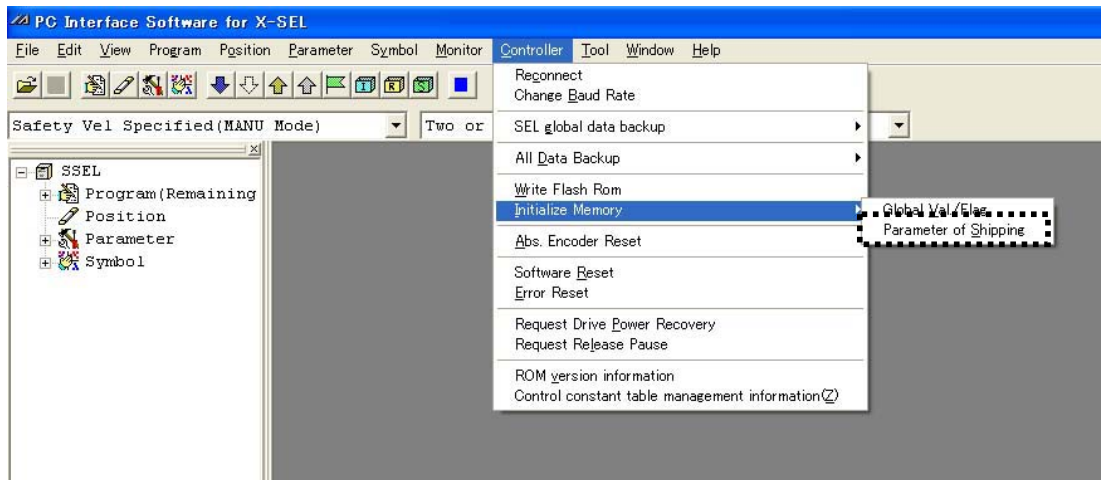 PC Interface Software for X-SEL
File Edit View Program Position Parameter Symbol Monitor Controller Tool Window Help
Safety Vel Specified(MANU Mode) Two or
SSEL
Program(Remaining
Position
Parameter
Symbol
Reconnect
Change Baud Rate
SEL global data backup
All Data Backup
Write Flash Rom
Initialize Memory
Abs. Encoder Reset
Software Reset
Error Reset
Request Drive Power Recovery
Request Release Pause
ROM version information
Control constant table management information(Z)
Global Val./Flag
Parameter of Shipping